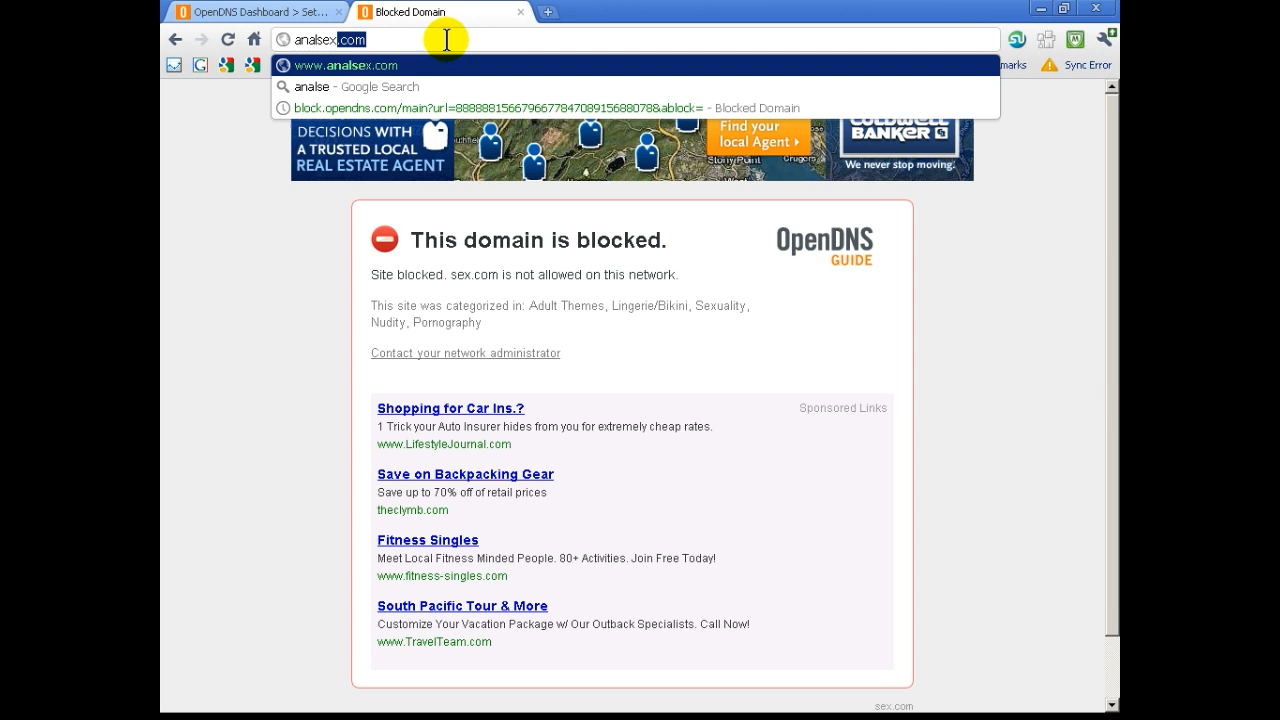 OpenDNS Dashboard > Set...
Blocked Domain
analsex.com
www.analsex.com
analse - Google Search
block.opendns.com/main?url=888888156679667784708915688078&ablock= - Blocked Domain
marks
Sync Error
DECISIONS WITH
A TRUSTED LOCAL
REAL ESTATE AGENT
Find your
local Agent
Stony Point
COLDWELL
BANKER
We never stop moving.
This domain is blocked.
OpenDNS
GUIDE
Site blocked. sex.com is not allowed on this network.
This site was categorized in: Adult Themes, Lingerie/Bikini, Sexuality,
Nudity, Pornography
Contact your network administrator
Shopping for Car Ins.?
Sponsored Links
1 Trick your Auto Insurer hides from you for extremely cheap rates.
www.LifestyleJournal.com
Save on Backpacking Gear
Save up to 70% off of retail prices
theclymb.com
Fitness Singles
Meet Local Fitness Minded People. 80+ Activities. Join Free Today!
www.fitness-singles.com
South Pacific Tour & More
Customize Your Vacation Package w/ Our Outback Specialists. Call Now!
www.TravelTeam.com
sex.com